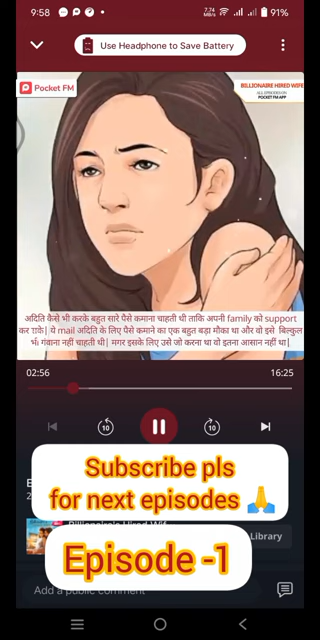 9:58
7.74
MB/s
91%
Use Headphone to Save Battery
Pocket FM
BILLIONAIRE HIRED WIFE
ALL EPISODES ON
POCKET FM APP
अदिति कैसे भी करके बहुत सारे पैसे कमाना चाहती थी ताकि अपनी family को support
कर सके| ये mail अदिति के लिए पैसे कमाने का एक बहुत बड़ा मौका था और वो इसे बिल्कुल
भी गंवाना नहीं चाहती थी| मगर इसके लिए उसे जो करना था वो इतना आसान नहीं था|
02:56
16:25
10
10
Subscribe pls
for next episodes 🙏
Library
Episode -1
Add a public comment